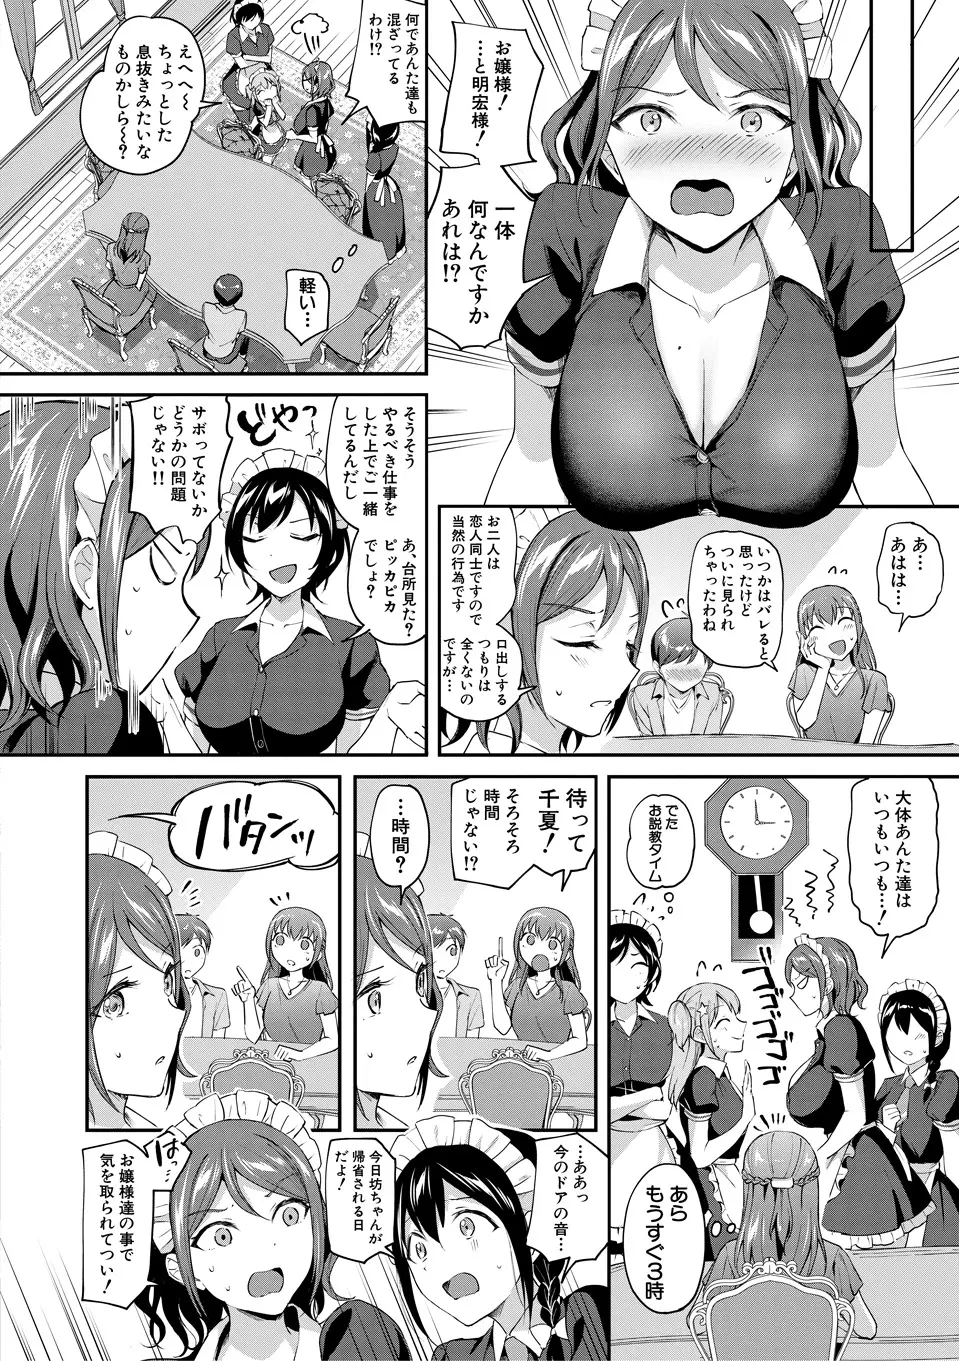 お嬢様!
…と明宏様!
一体
何なんですか
あれは!?
何であんた達も
混ざってる
わけ!?
えへへ~
ちょっとした
息抜きみたいな
ものかしら~?
軽い…
あ…
あはは…
いつかはバレると
思ったけど
ついに見られ
ちゃったわね
お二人は
恋人同士ですので
当然の行為です
口出しする
つもりは
全くないの
ですが…
どやっ
そうそう
やるべき仕事を
した上でご一緒
してるんだし
あ、台所見た?
ピッカピカ
でしょ?
サボってないか
どうかの問題
じゃない!!
大体あんた達は
いつもいつも…!
でた
お説教タイム
ゴゴゴゴゴ
あら
もうすぐ3時
待って
千夏!
そろそろ
時間
じゃない!?
…時間?
バタンッ
…ああっ
今のドアの音…
今日坊ちゃんが
帰省される日
だよ!
はっ
お嬢様達の事で
気を取られてつい!